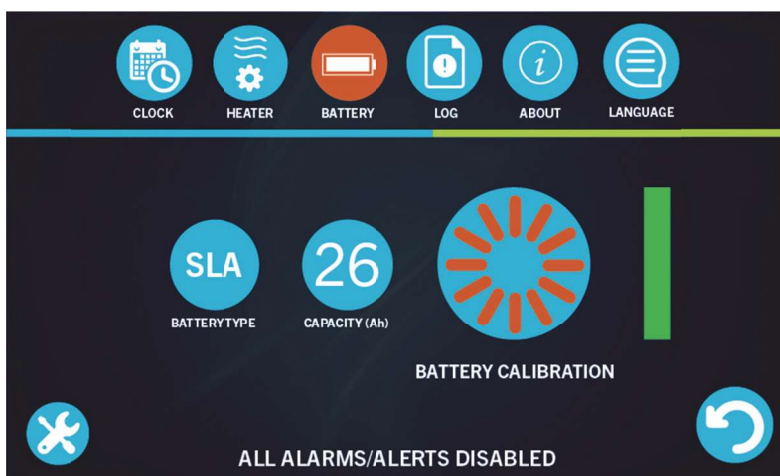 CLOCK HEATER BATTERY LOG ABOUT LANGUAGE
SLA 26
BATTERYTYPE CAPACITY (Ah)
BATTERY CALIBRATION
ALL ALARMS/ALERTS DISABLED